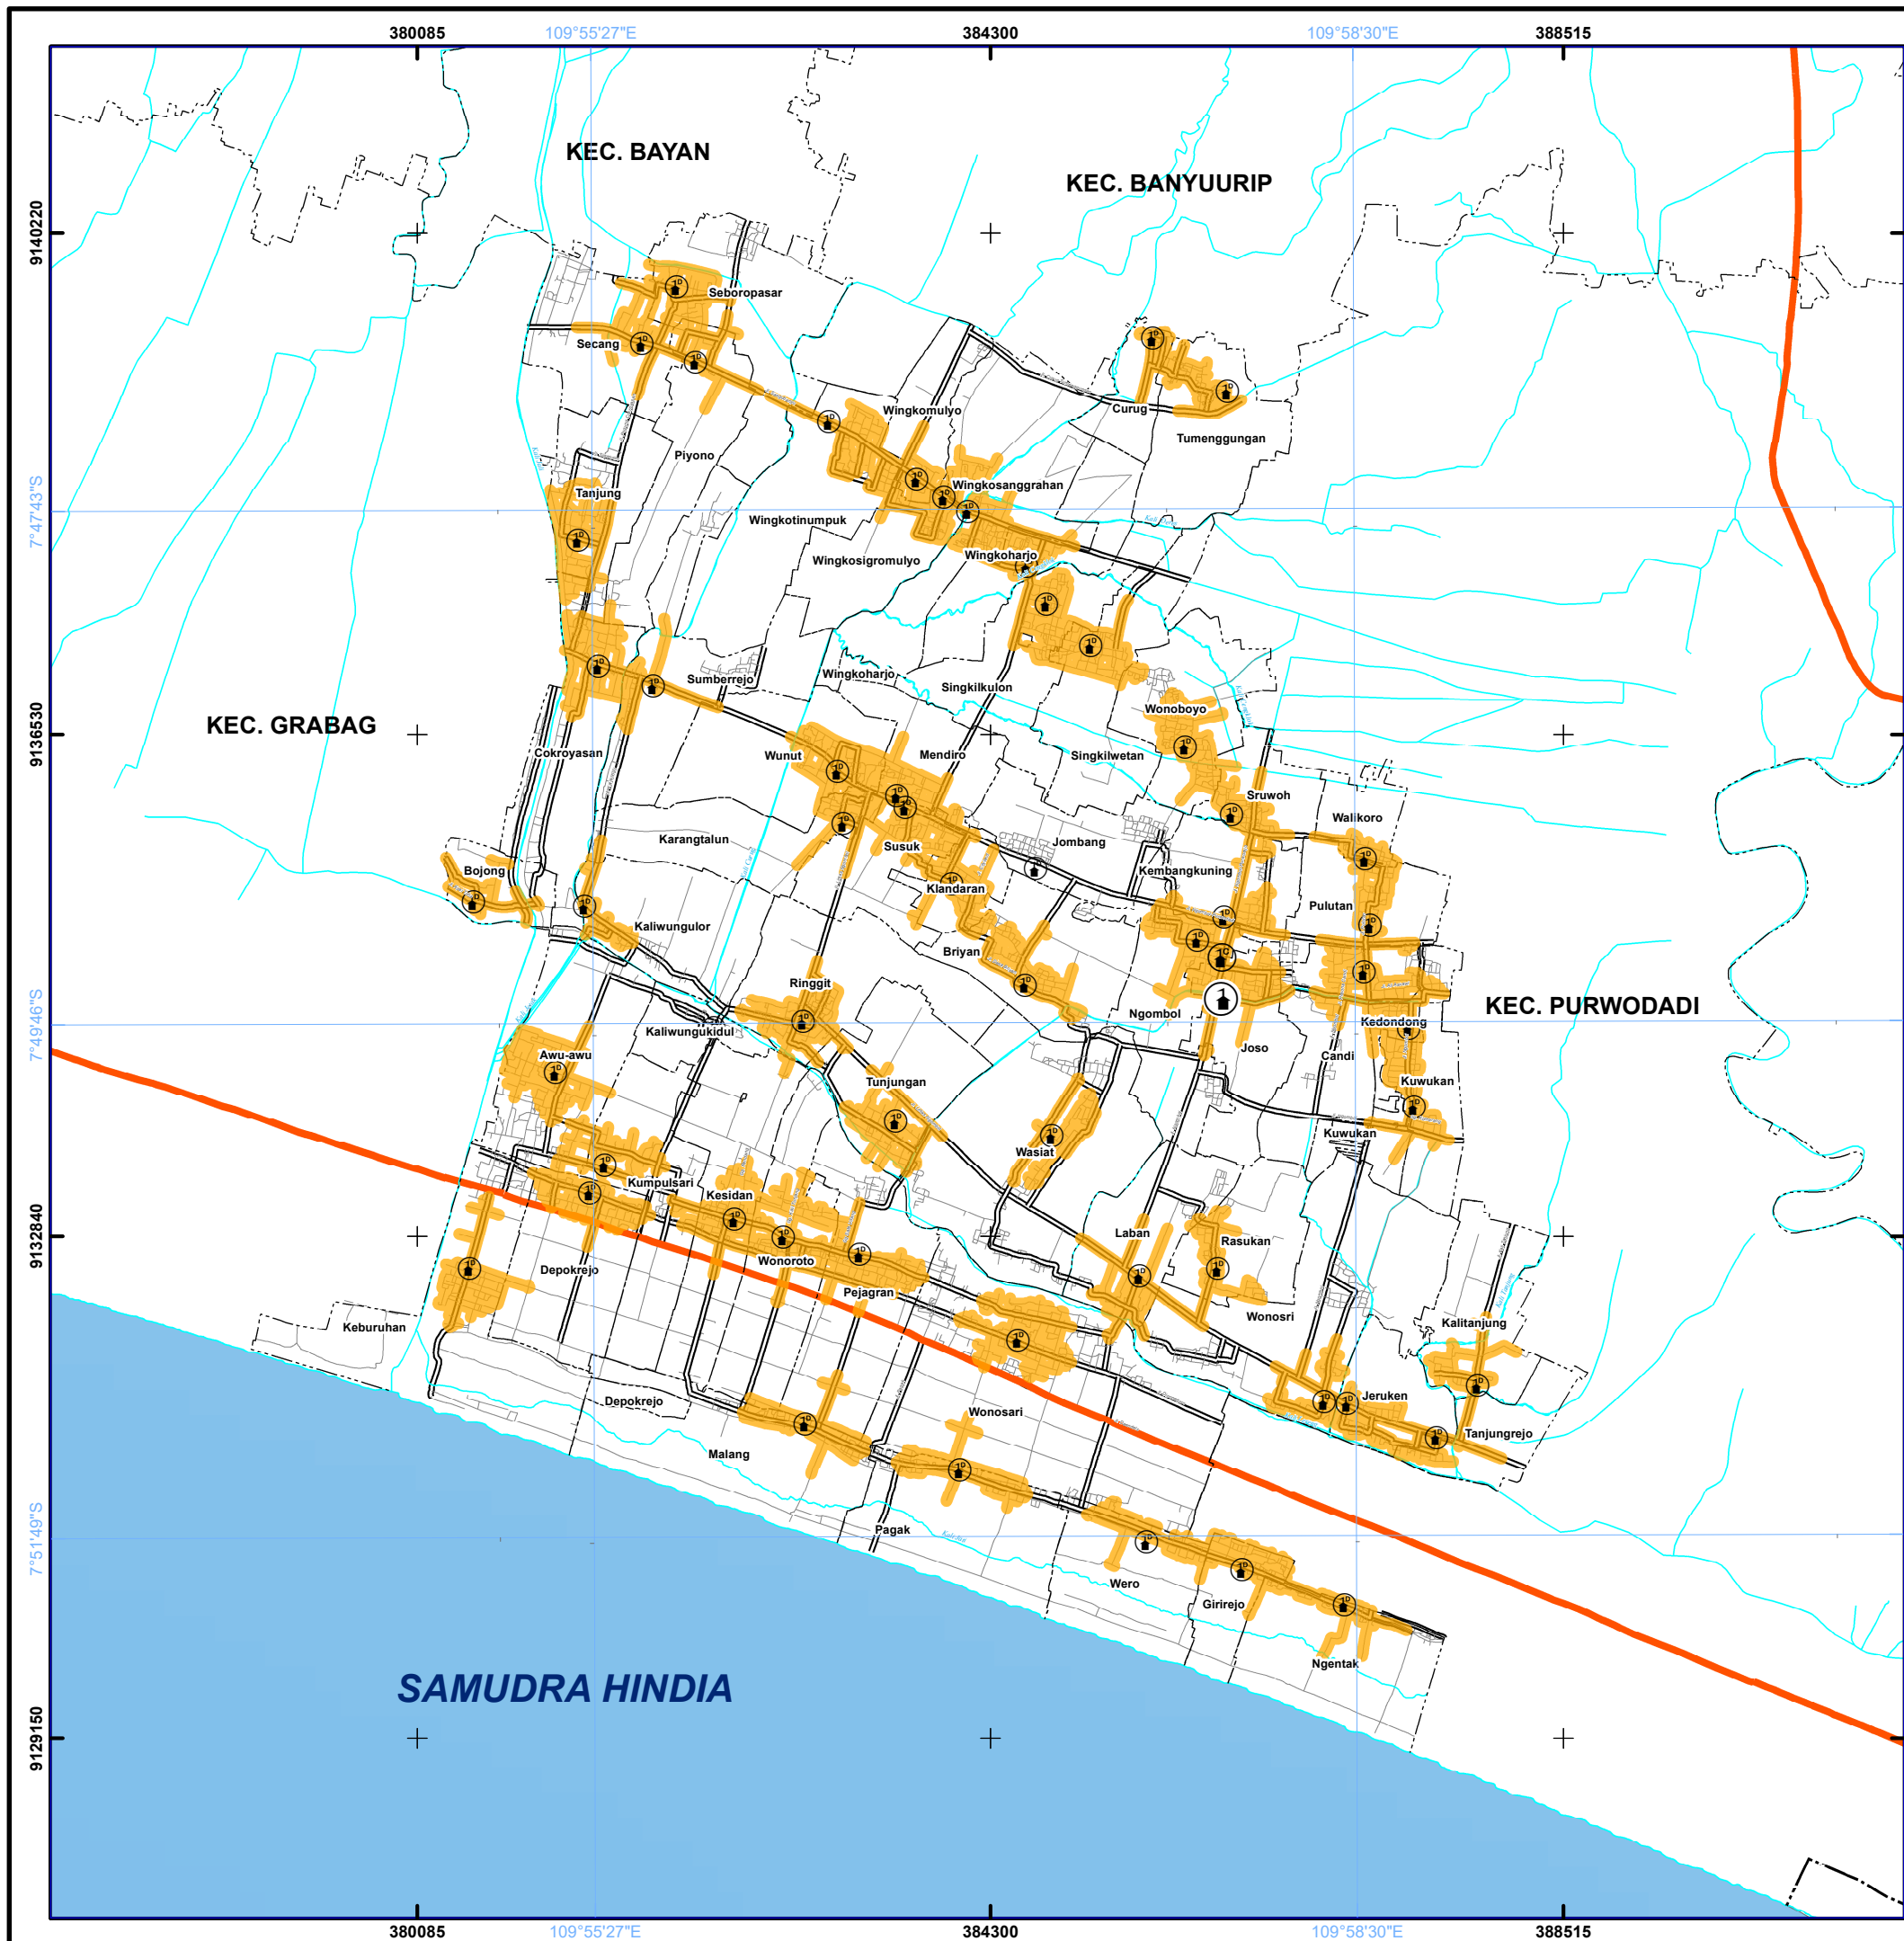 380085
109°55'27"E
384300
109°58'30"E
388515
KEC. BAYAN
KEC. BANYUURIP
9140220
Seboropasar
Secang
Wingkomulyo
Curug
Tumenggungan
Piyono
Tanjung
Wingkosanggrahan
7°47'43"S
Wingkotinumpuk
Wingkosigromulyo
Wingkoharjo
Sumberrejo
Wingkoharjo
Singkilkulon
Wonoboyo
9136530
KEC. GRABAG
Cokroyasan
Wunut
Mendiro
Singkilwetan
Sruwoh
Walikoro
Karangtalun
Susuk
Jombang
Bojong
Klandaran
Kembangkuning
Pulutan
Kaliwungulor
Briyan
Ringgit
Ngombol
KEC. PURWODADI
7°49'46"S
Kaliwungukidul
Kedondong
Awu-awu
Joso
Candi
Tunjungan
Kuwukan
Kuwukan
Wasiat
Kumpulsari
Kesidan
9132840
Laban
Rasukan
Depokrejo
Wonoroto
Pejagran
Wonosri
Kalitanjung
Keburuhan
Depokrejo
Jeruken
Wonosari
Tanjungrejo
Malang
7°51'49"S
Pagak
Wero
Girirejo
Ngentak
SAMUDRA HINDIA
9129150
380085
109°55'27"E
384300
109°58'30"E
388515